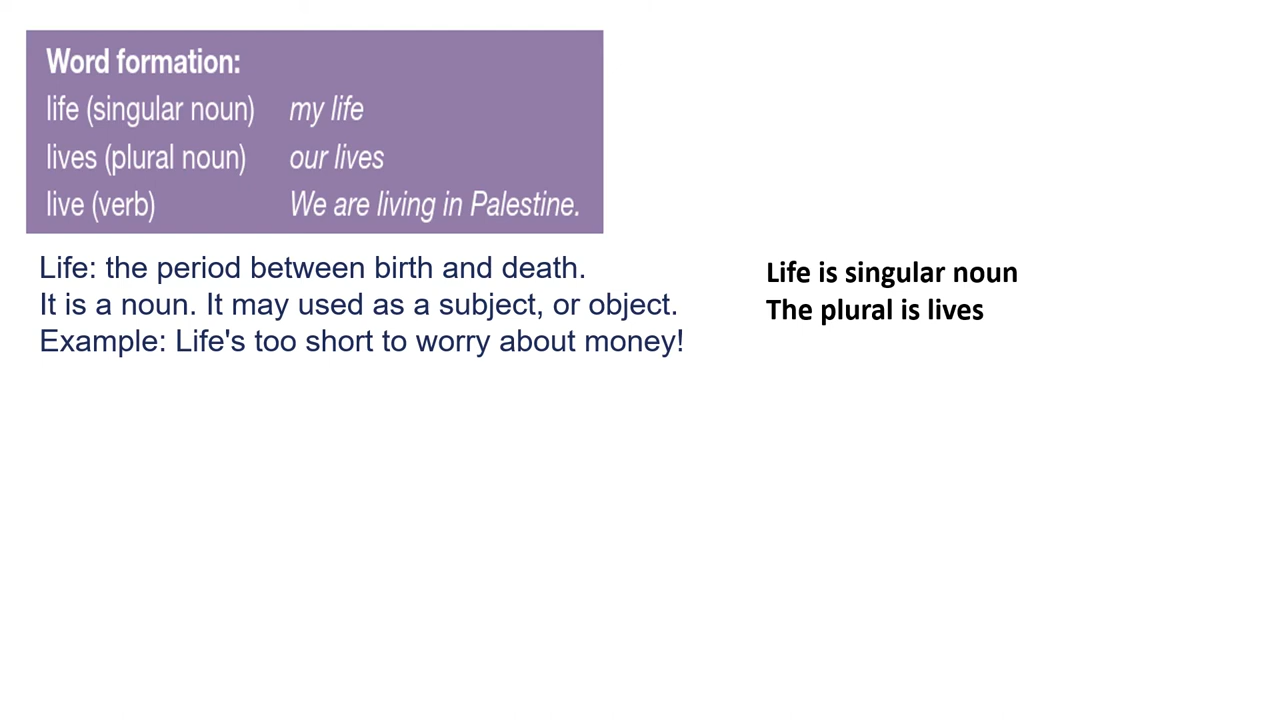 Word formation:
life (singular noun) my life
lives (plural noun) our lives
live (verb) We are living in Palestine.
Life: the period between birth and death.
It is a noun. It may used as a subject, or object.
Example: Life's too short to worry about money!
Life is singular noun
The plural is lives